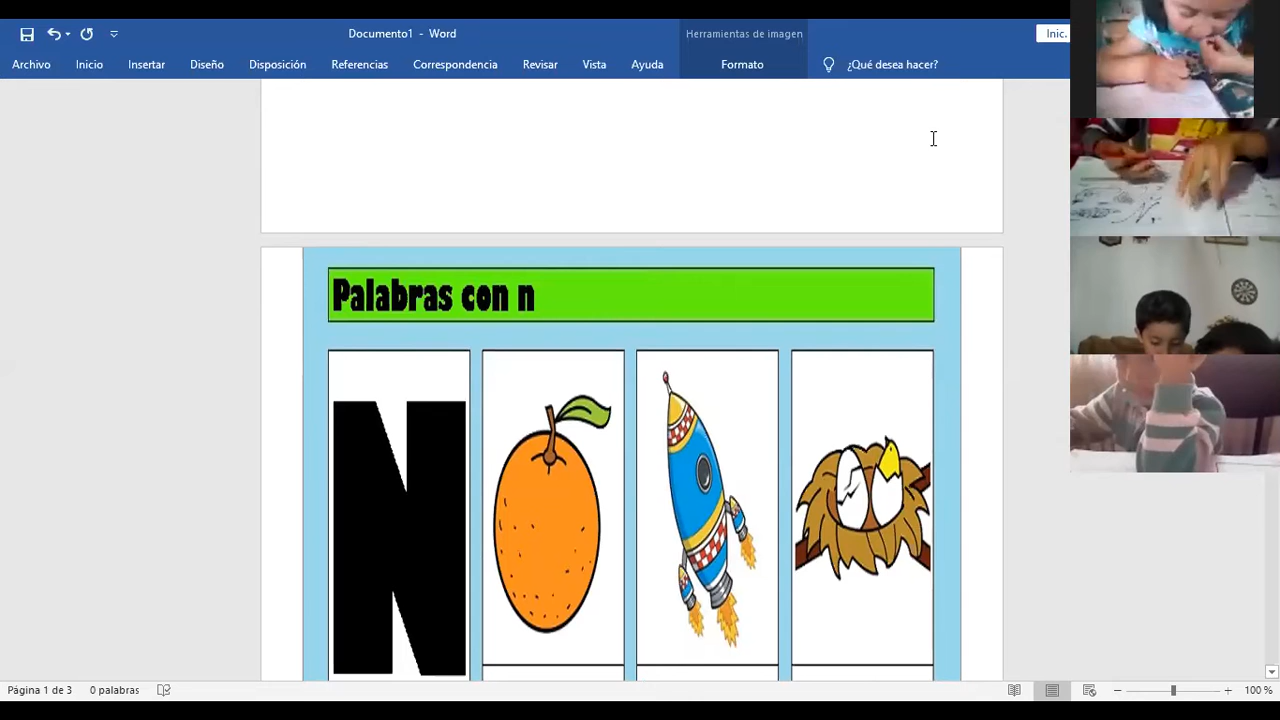 Documento1 - Word
Herramientas de imagen
Inic.
Archivo Inicio Insertar Diseño Disposición Referencias Correspondencia Revisar Vista Ayuda Formato ¿Qué desea hacer?
Palabras con n
N
Página 1 de 3 0 palabras 100 %